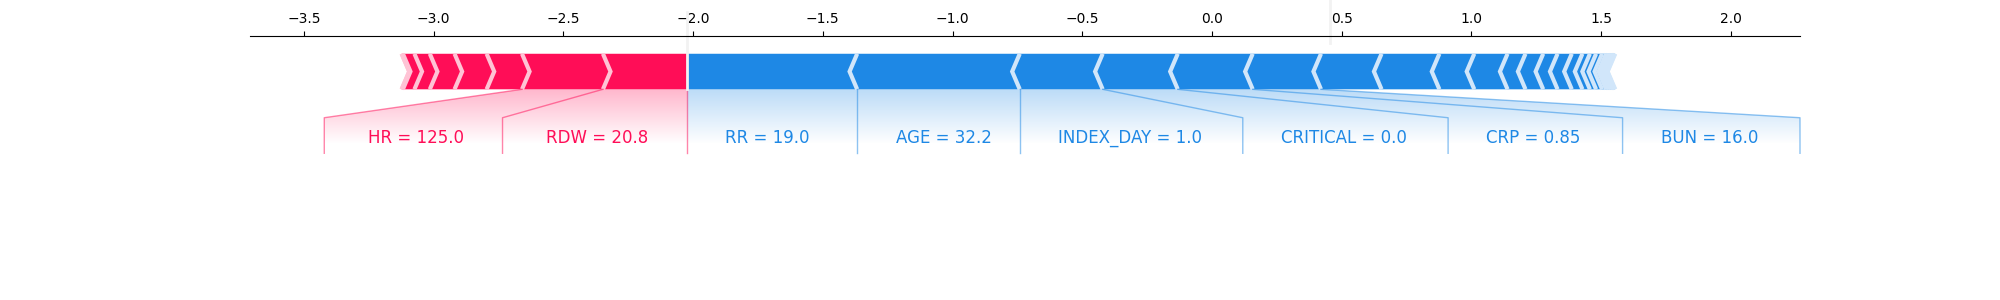 −3.5 −3.0 −2.5 −2.0 −1.5 −1.0 −0.5 0.0 0.5 1.0 1.5 2.0
HR = 125.0 RDW = 20.8 RR = 19.0 AGE = 32.2 INDEX_DAY = 1.0 CRITICAL = 0.0 CRP = 0.85 BUN = 16.0